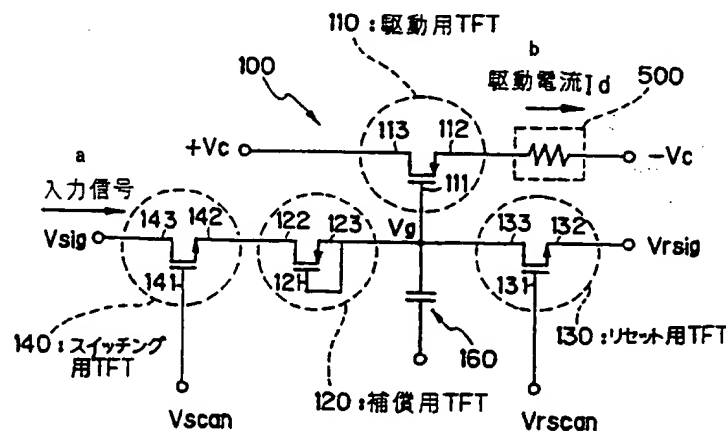 110:駆動用TFT
b
駆動電流Id
500
100
113
112
+Vc
-Vc
111
a
入力信号
143
142
122
123
Vg
133
132
Vsig
Vrsig
141
121
131
160
140:スイッチング
用TFT
130:リセット用TFT
120:補償用TFT
Vscan
Vrscan